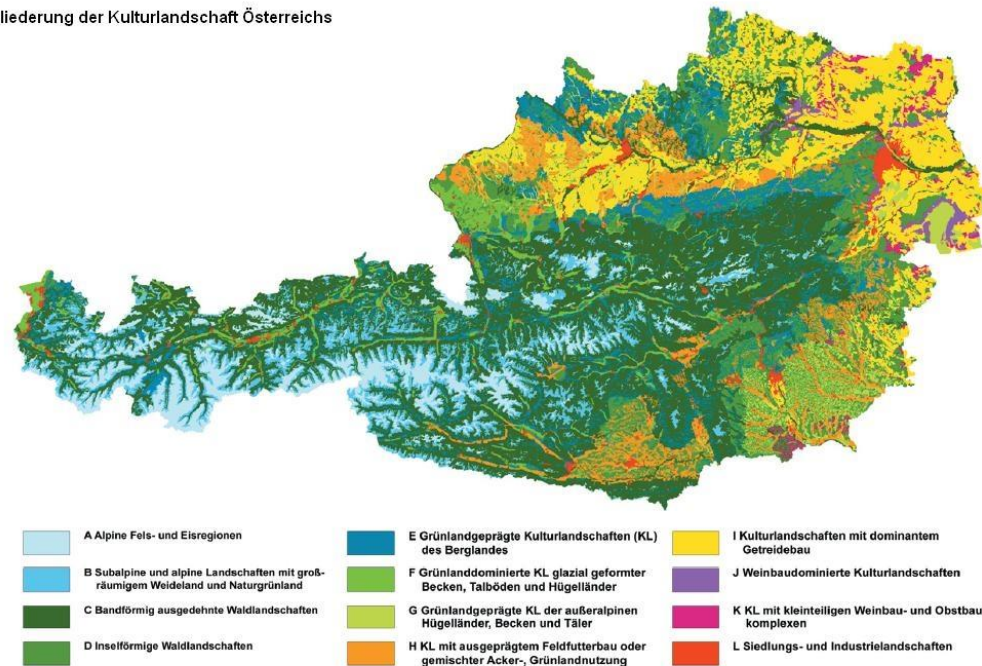 liederung der Kulturlandschaft Österreichs
A Alpine Fels- und Eisregionen
B Subalpine und alpine Landschaften mit groß-
räumigem Weideland und Naturgrünland
C Bandförmig ausgedehnte Waldlandschaften
D Inselförmige Waldlandschaften
E Grünlandgeprägte Kulturlandschaften (KL)
des Berglandes
F Grünlanddominierte KL glazial geformter
Becken, Talböden und Hügelländer
G Grünlandgeprägte KL der außeralpinen
Hügelländer, Becken und Täler
H KL mit ausgeprägtem Feldfutterbau oder
gemischter Acker-, Grünlandnutzung
I Kulturlandschaften mit dominantem
Getreidebau
J Weinbaudominierte Kulturlandschaften
K KL mit kleinteiligen Weinbau- und Obstbau
komplexen
L Siedlungs- und Industrielandschaften